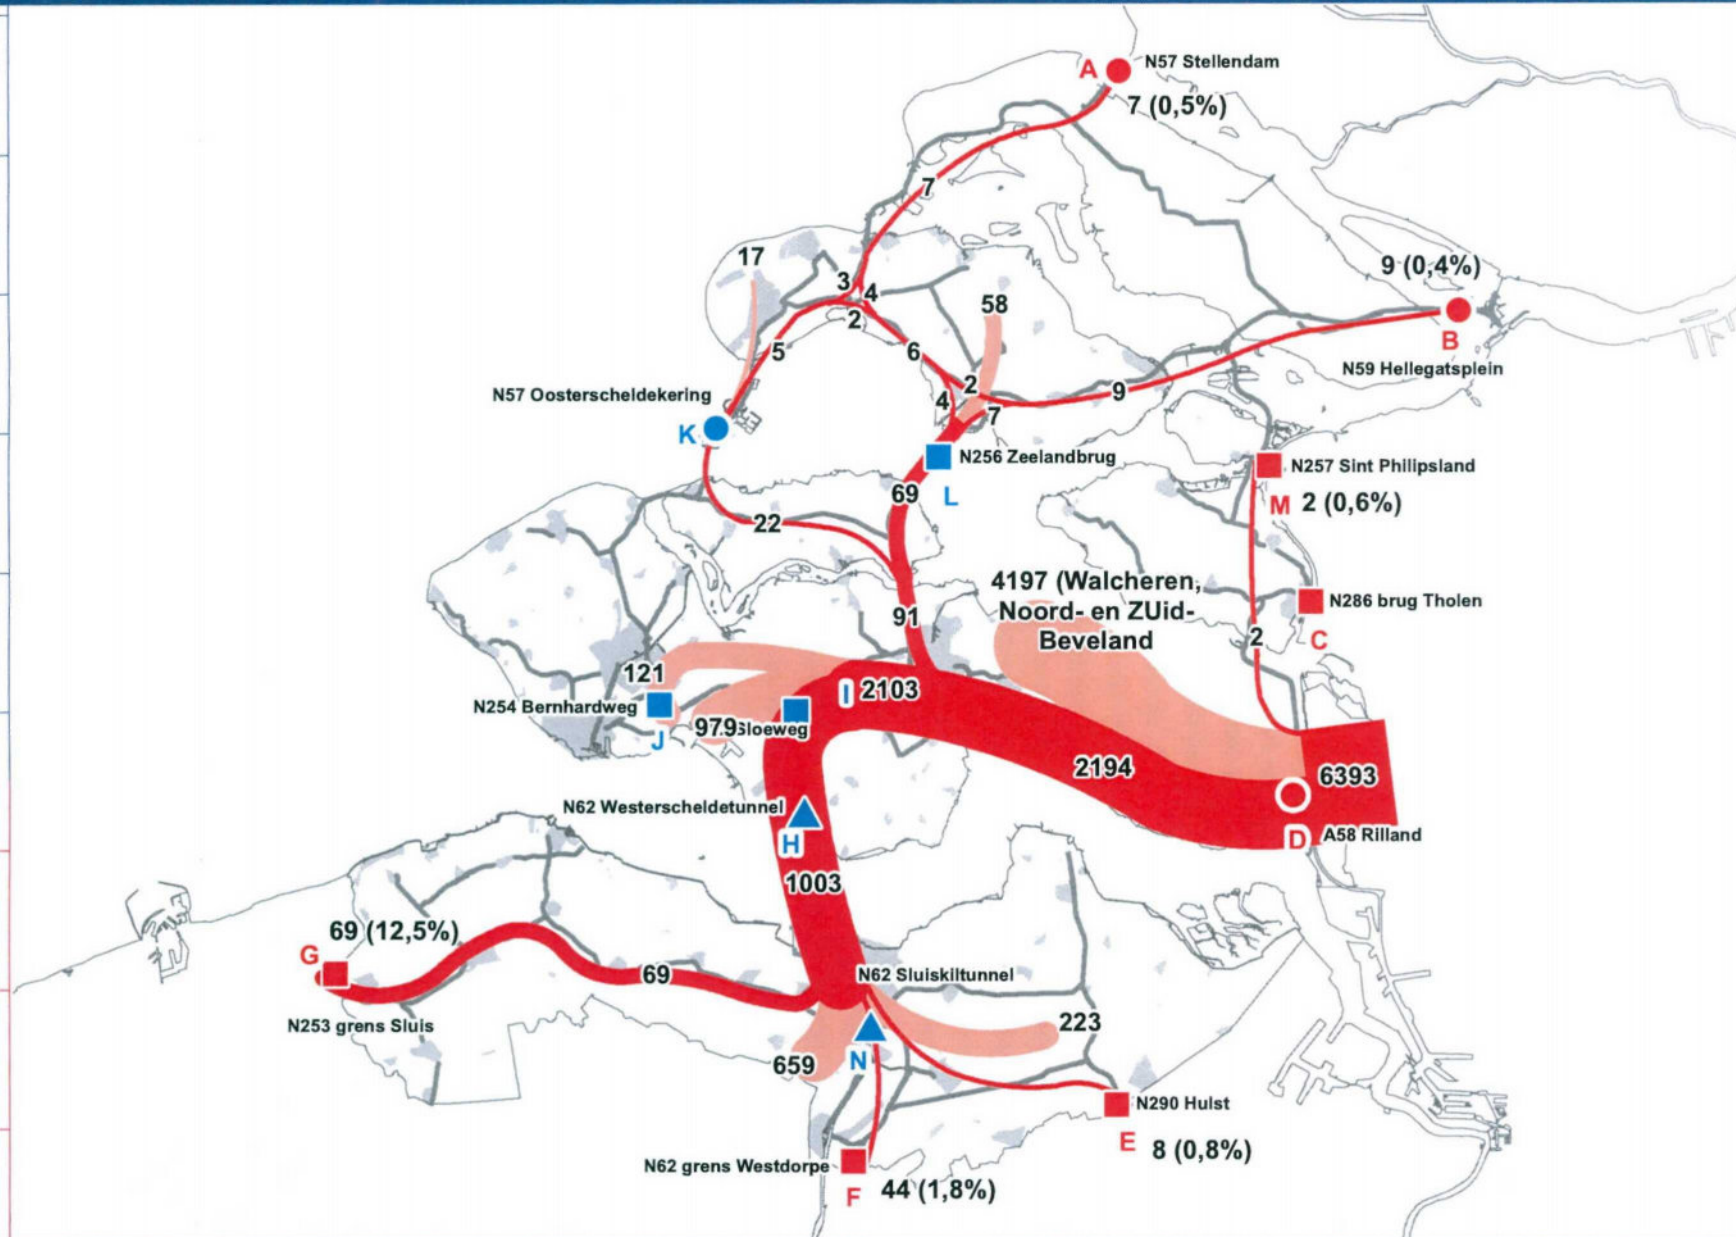 A
N57 Stellendam
7 (0,5%)
7
17
9 (0,4%)
3
4
58
2
B
5
6
N59 Hellegatsplein
2
9
N57 Oosterscheldekering
4
7
K
N256 Zeelandbrug
N257 Sint Philipsland
69
L
M 2 (0,6%)
22
4197 (Walcheren,
Noord- en ZUid-
Beveland
N286 brug Tholen
91
2
C
121
I 2103
N254 Bernhardweg
979 Sloeweg
J
2194
6393
N62 Westerscheldetunnel
H
D
A58 Rilland
1003
69 (12,5%)
G
69
N62 Sluiskiltunnel
N253 grens Sluis
223
659
N
N290 Hulst
E 8 (0,8%)
N62 grens Westdorpe
F
44 (1,8%)